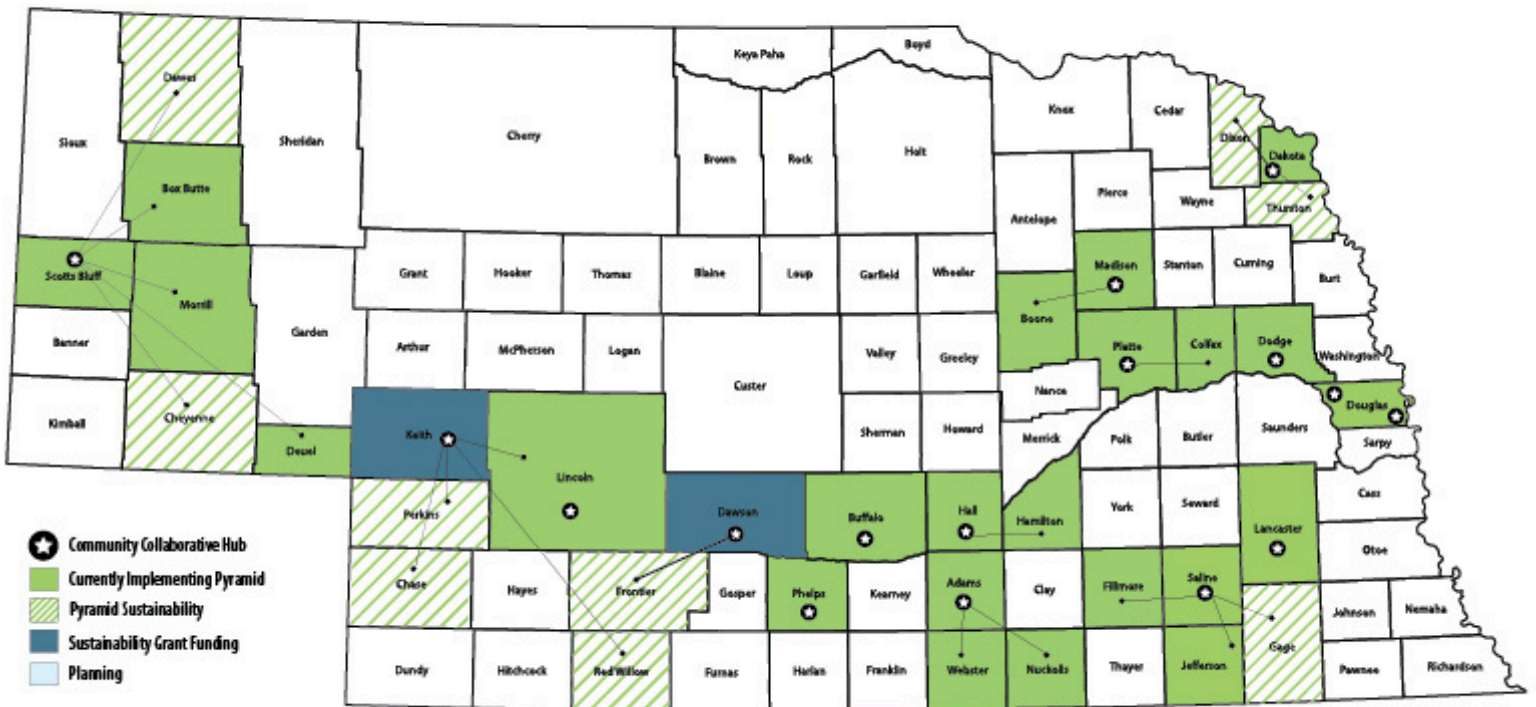 Keya Paha
Boyd
Dawes
Knox
Cedar
Sioux
Sheridan
Cherry
Brown
Rock
Holt
Dixon
Dakota
Box Butte
Pierce
Wayne
Thurston
Antelope
Scotts Bluff
Morrill
Grant
Hooker
Thomas
Blaine
Loup
Garfield
Wheeler
Madison
Stanton
Cuming
Burt
Boone
Banner
Garden
Arthur
McPherson
Logan
Valley
Greeley
Platte
Colfax
Dodge
Washington
Custer
Nance
Kimball
Cheyenne
Douglas
Keith
Sherman
Howard
Merrick
Polk
Butler
Saunders
Sarpy
Deuel
Lincoln
Perkins
Dawson
Buffalo
Hall
Hamilton
York
Seward
Lancaster
Cass
Otoe
Chase
Hayes
Frontier
Gosper
Phelps
Kearney
Adams
Clay
Fillmore
Saline
Johnson
Nemaha
Gage
Dundy
Hitchcock
Red Willow
Furnas
Harlan
Franklin
Webster
Nuckolls
Thayer
Jefferson
Pawnee
Richardson
Community Collaborative Hub
Currently Implementing Pyramid
Pyramid Sustainability
Sustainability Grant Funding
Planning